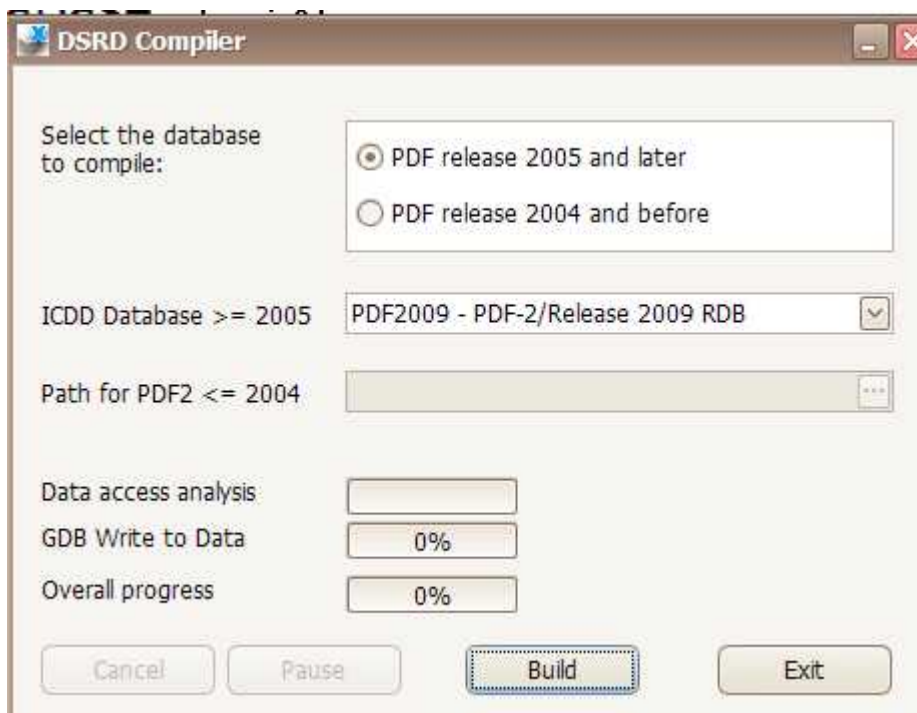 DSRD Compiler
Select the database
to compile:
PDF release 2005 and later
PDF release 2004 and before
ICDD Database >= 2005
PDF2009 - PDF-2/Release 2009 RDB
Path for PDF2 <= 2004
...
Data access analysis
GDB Write to Data
0%
Overall progress
0%
Cancel
Pause
Build
Exit